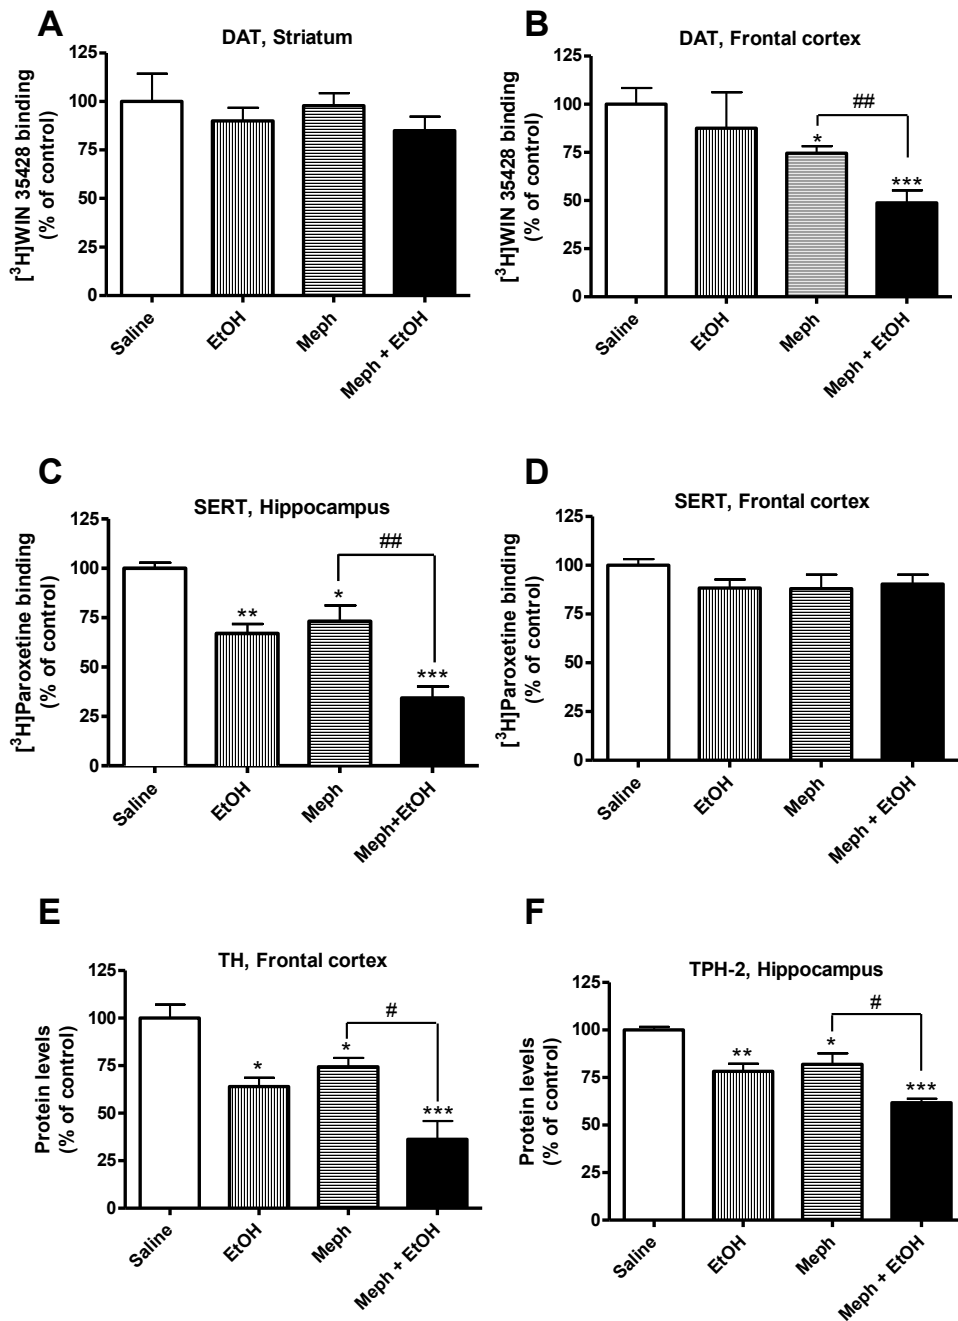 A
DAT, Striatum
[³H]WIN 35428 binding
(% of control)
125
100
75
50
25
0
Saline
EtOH
Meph
Meph + EtOH
B
DAT, Frontal cortex
[³H]WIN 35428 binding
(% of control)
125
100
75
50
25
0
##
*
***
Saline
EtOH
Meph
Meph + EtOH
C
SERT, Hippocampus
[³H]Paroxetine binding
(% of control)
125
100
75
50
25
0
##
**
*
***
Saline
EtOH
Meph
Meph+EtOH
D
SERT, Frontal cortex
[³H]Paroxetine binding
(% of control)
125
100
75
50
25
0
Saline
EtOH
Meph
Meph + EtOH
E
TH, Frontal cortex
Protein levels
(% of control)
125
100
75
50
25
0
#
*
*
***
Saline
EtOH
Meph
Meph + EtOH
F
TPH-2, Hippocampus
Protein levels
(% of control)
125
100
75
50
25
0
#
**
*
***
Saline
EtOH
Meph
Meph + EtOH